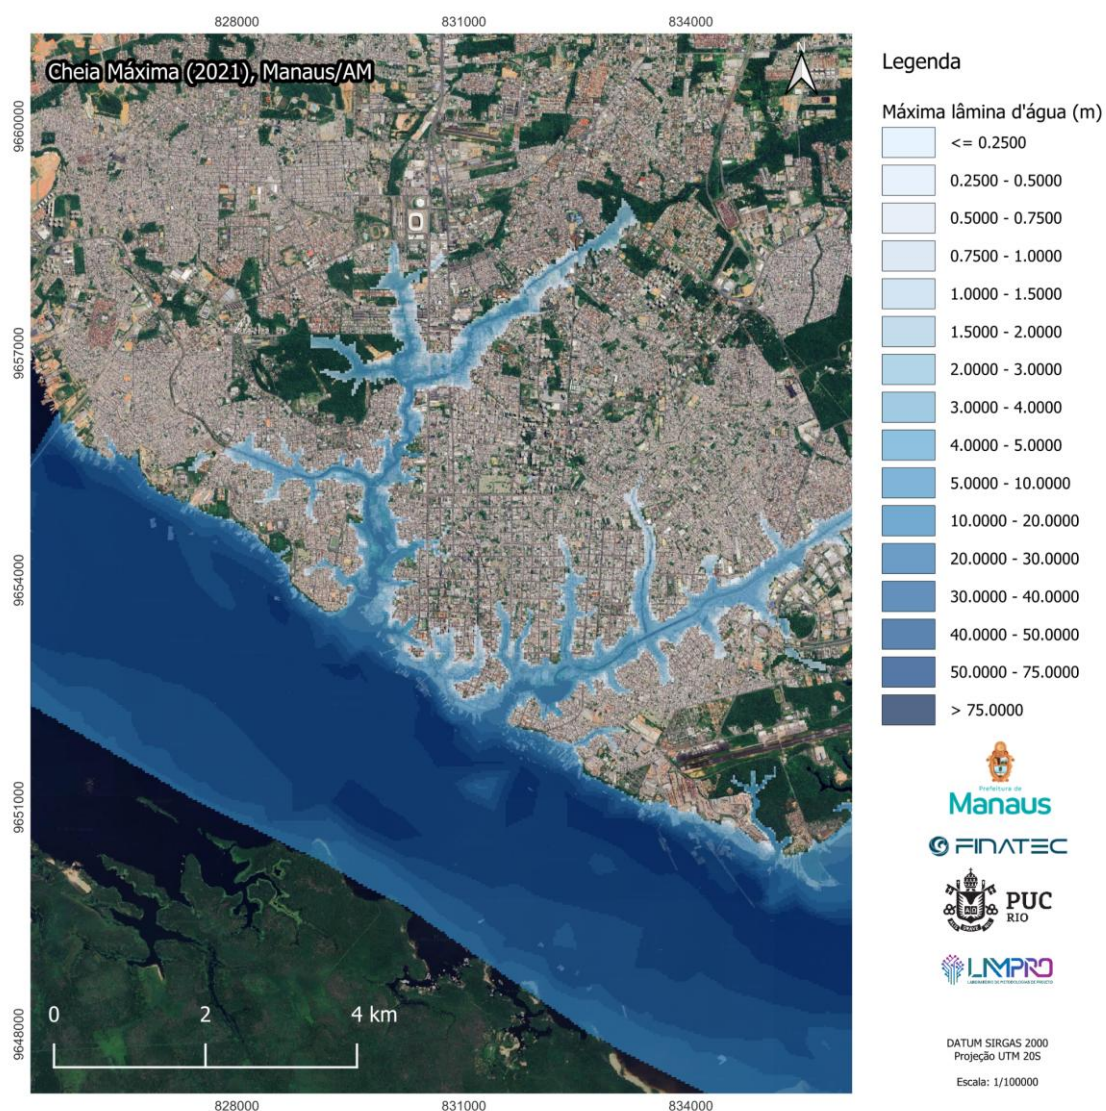 828000 831000 834000
Cheia Máxima (2021), Manaus/AM
N
9660000
9657000
9654000
9651000
9648000
0 2 4 km
828000 831000 834000
Legenda
Máxima lâmina d'água (m)
<= 0.2500
0.2500 - 0.5000
0.5000 - 0.7500
0.7500 - 1.0000
1.0000 - 1.5000
1.5000 - 2.0000
2.0000 - 3.0000
3.0000 - 4.0000
4.0000 - 5.0000
5.0000 - 10.0000
10.0000 - 20.0000
20.0000 - 30.0000
30.0000 - 40.0000
40.0000 - 50.0000
50.0000 - 75.0000
> 75.0000
Prefeitura de
Manaus
FINATEC
PUC
RIO
DATUM SIRGAS 2000
Projeção UTM 20S
Escala: 1/100000